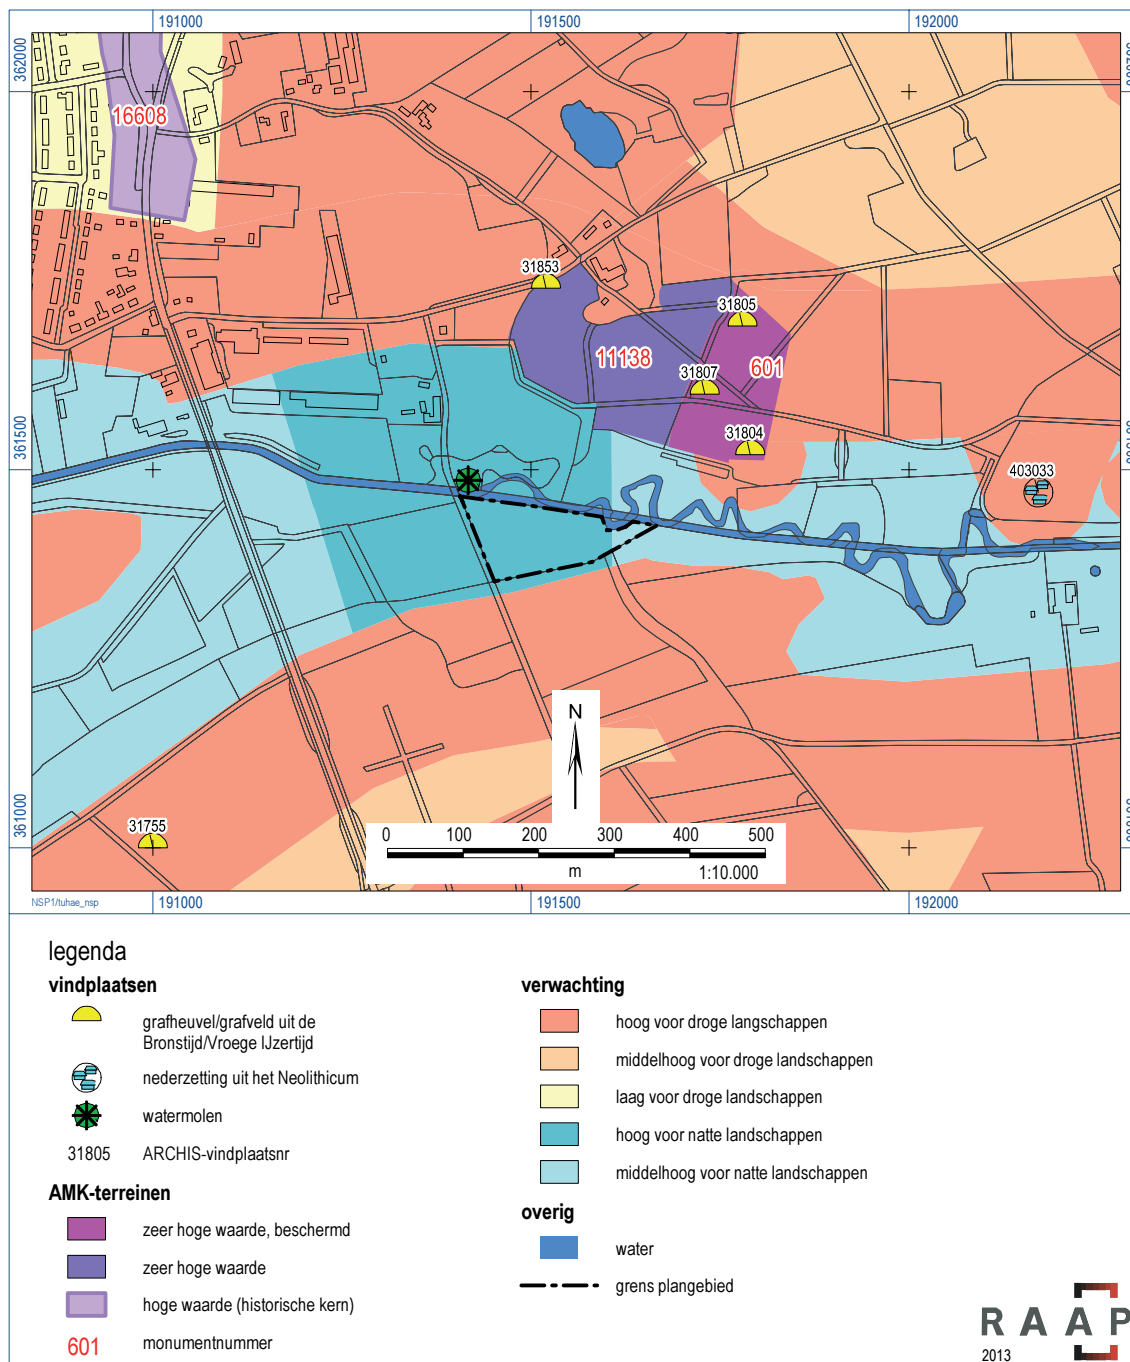 191000
191500
192000
362000
362000
16608
31853
31805
11138
601
31807
31804
361500
361500
403033
N
361000
361000
31755
0 100 200 300 400 500
m 1:10.000
NSP1/tuhae_nsp
191000
191500
192000
legenda
vindplaatsen
grafheuvel/grafveld uit de
Bronstijd/Vroege IJzertijd
nederzetting uit het Neolithicum
watermolen
31805 ARCHIS-vindplaatsnr
AMK-terreinen
zeer hoge waarde, beschermd
zeer hoge waarde
hoge waarde (historische kern)
601 monumentnummer
verwachting
hoog voor droge langschappen
middelhoog voor droge landschappen
laag voor droge landschappen
hoog voor natte landschappen
middelhoog voor natte landschappen
overig
water
grens plangebied
RAAP
2013